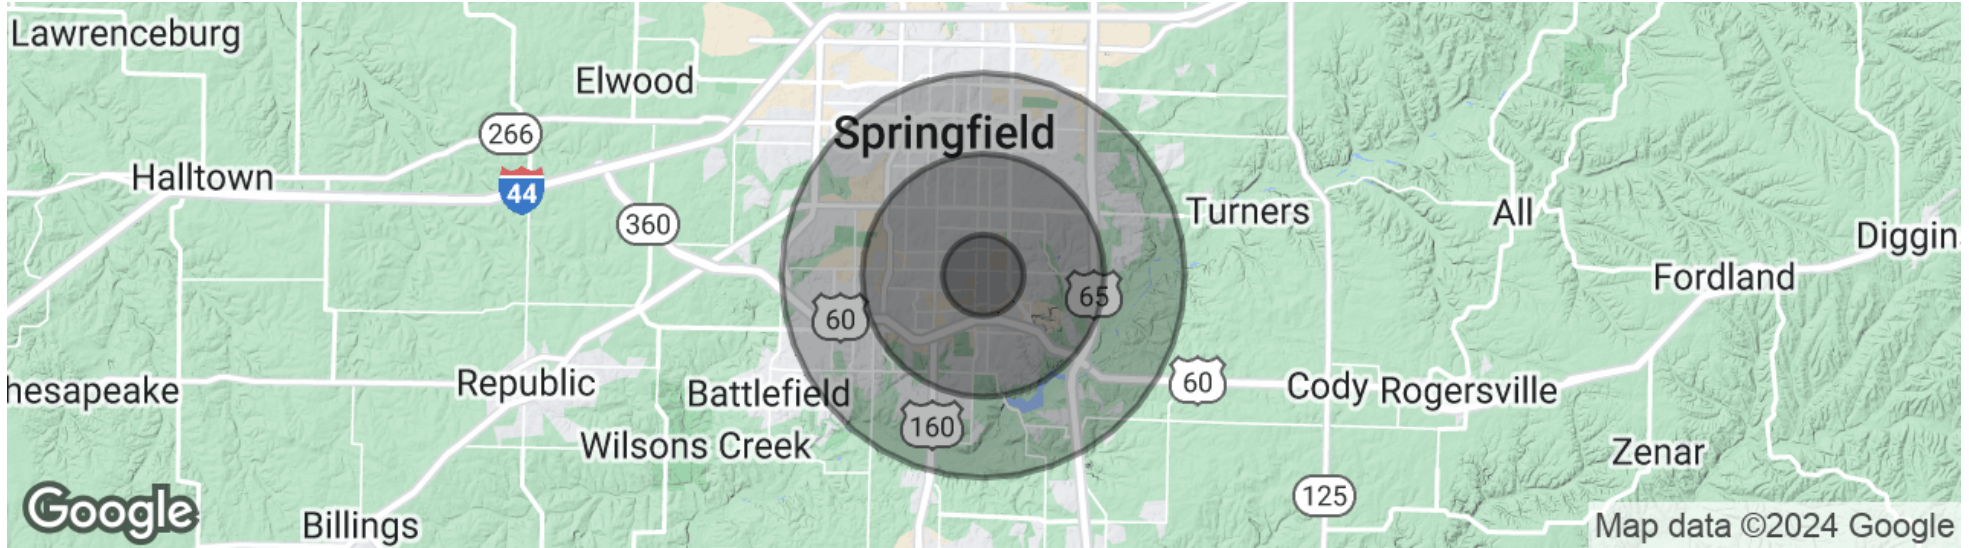 Lawrenceburg
Elwood
Springfield
266
Halltown
44
360
Turners
All
Diggin
Fordland
65
60
Republic
Battlefield
hesapeake
60
Cody
Rogersville
160
Wilsons Creek
Zenar
125
Billings
Google
Map data ©2024 Google